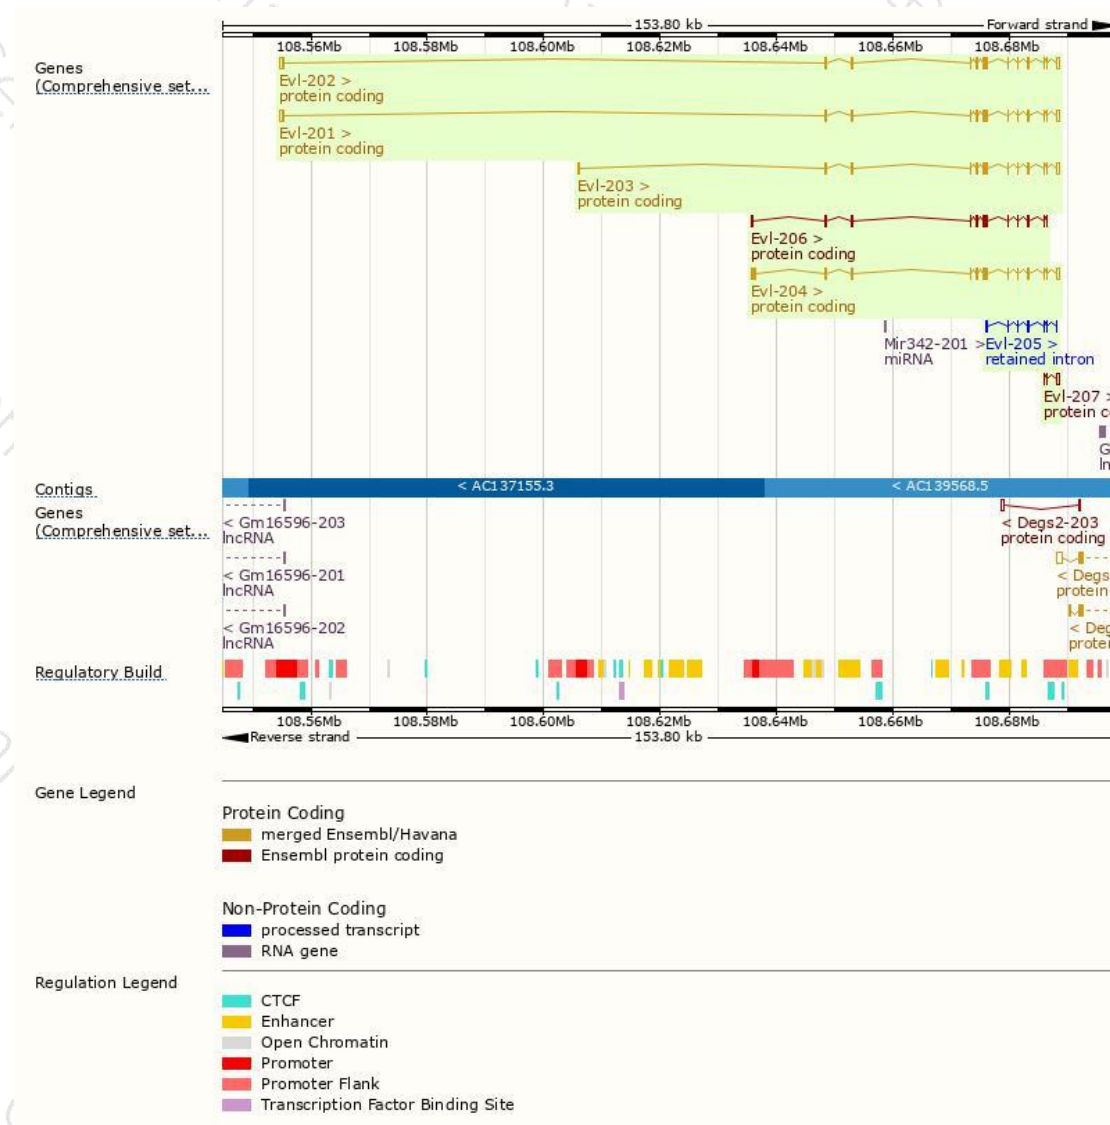 153.80 kb Forward strand
108.56Mb 108.58Mb 108.60Mb 108.62Mb 108.64Mb 108.66Mb 108.68Mb
Genes
(Comprehensive set...
Evl-202 >
protein coding
Evl-201 >
protein coding
Evl-203 >
protein coding
Evl-206 >
protein coding
Evl-204 >
protein coding
Mir342-201 >
miRNA
Evl-205 >
retained intron
Evl-207 >
protein c
G
ln
Contigs
< AC137155.3
< AC139568.5
Genes
(Comprehensive set...
< Gm16596-203
lncRNA
< Degs2-203
protein coding
< Gm16596-201
lncRNA
< Degs
protein
< Gm16596-202
lncRNA
< Deg
protei
Regulatory Build
108.56Mb 108.58Mb 108.60Mb 108.62Mb 108.64Mb 108.66Mb 108.68Mb
Reverse strand 153.80 kb
Gene Legend
Protein Coding
merged Ensembl/Havana
Ensembl protein coding
Non-Protein Coding
processed transcript
RNA gene
Regulation Legend
CTCF
Enhancer
Open Chromatin
Promoter
Promoter Flank
Transcription Factor Binding Site